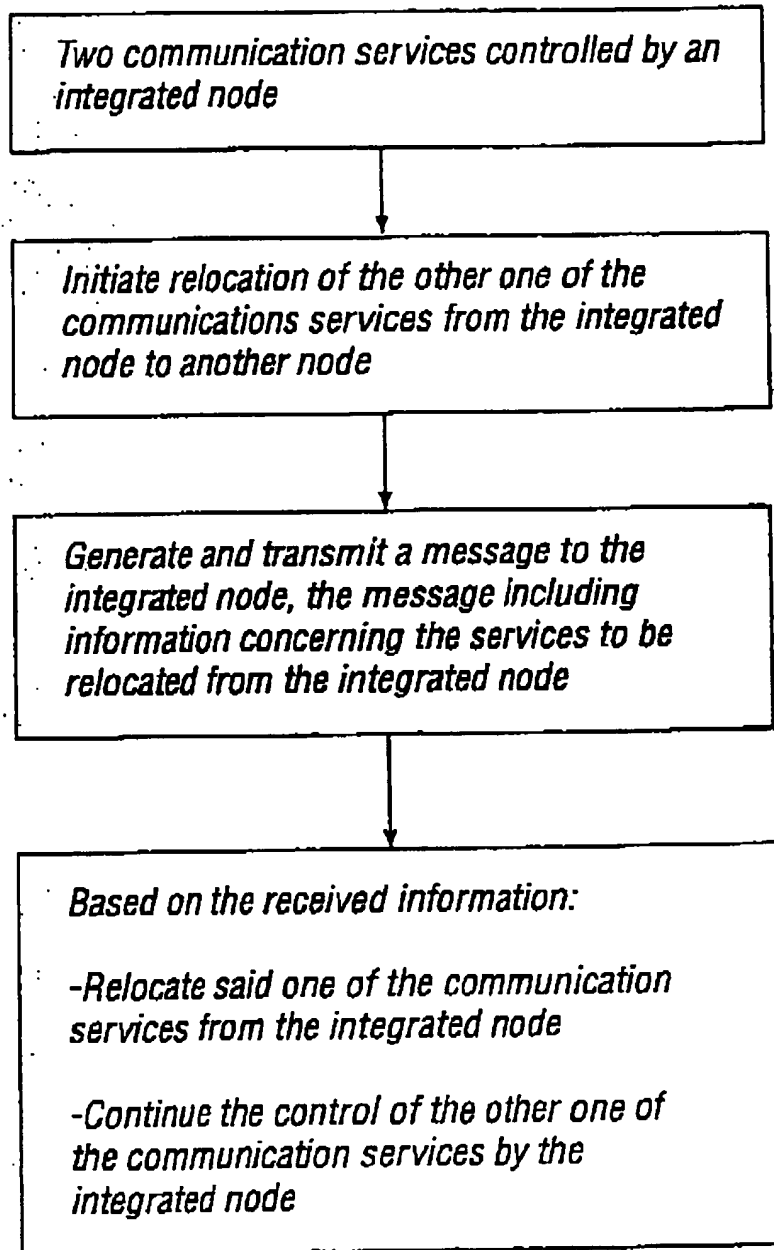 Two communication services controlled by an
integrated node
Initiate relocation of the other one of the
communications services from the integrated
node to another node
Generate and transmit a message to the
integrated node, the message including
information concerning the services to be
relocated from the integrated node
Based on the received information:
-Relocate said one of the communication
services from the integrated node
-Continue the control of the other one of
the communication services by the
integrated node